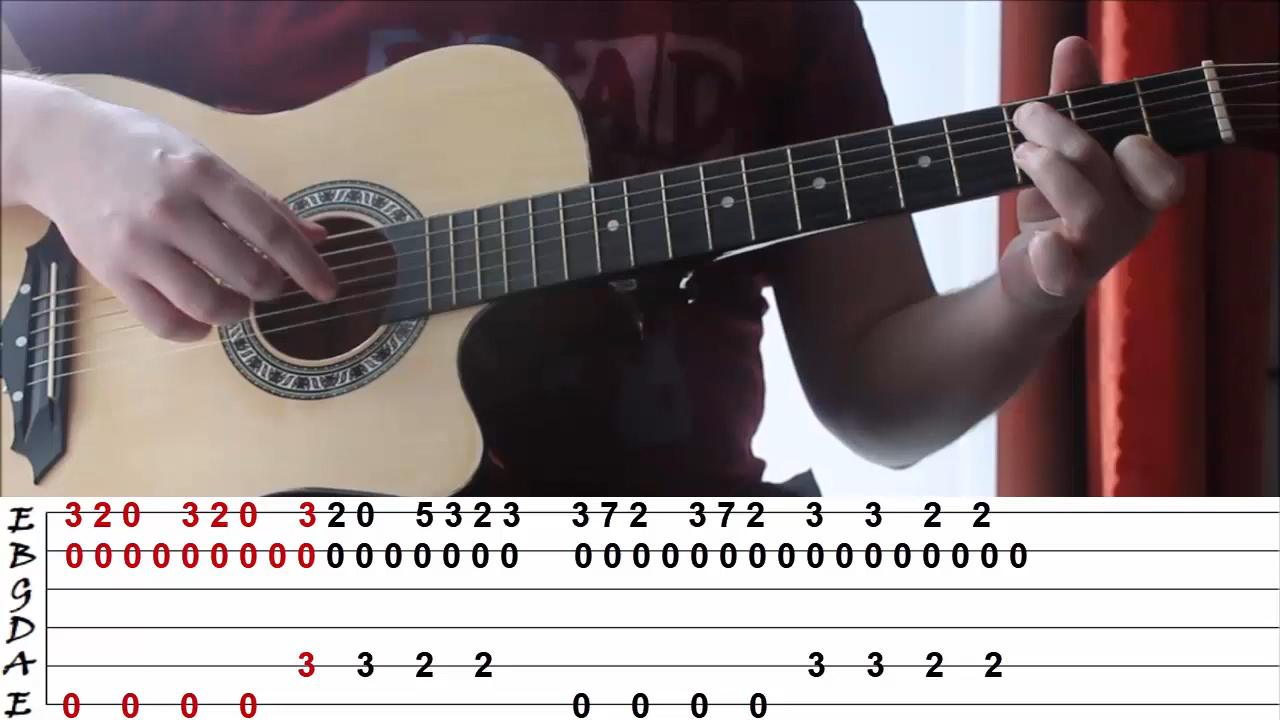 E 3 2 0 3 2 0 3 2 0 5 3 2 3 3 7 2 3 7 2 3 3 2 2
B 0 0 0 0 0 0 0 0 0 0 0 0 0 0 0 0 0 0 0 0 0 0 0 0 0 0 0 0 0 0 0 0
G
D
A 3 3 2 2 3 3 2 2
E 0 0 0 0 0 0 0 0